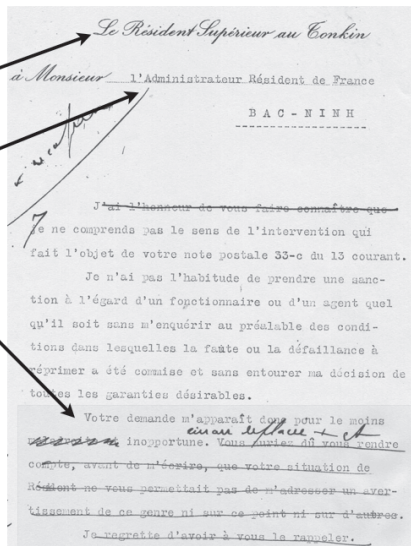 Le Résident Supérieur au Tonkin
à Monsieur l'Administrateur Résident de France
BAC-NINH
J'ai l'honneur de vous faire connaître que
Je ne comprends pas le sens de l'intervention qui
fait l'objet de votre note postale 33-c du 13 courant.
Je n'ai pas l'habitude de prendre une sanc-
tion à l'égard d'un fonctionnaire ou d'un agent quel
qu'il soit sans m'enquérir au préalable des condi-
tions dans lesquelles la faute ou la défaillance à
réprimer a été commise et sans entourer ma décision de
toutes les garanties désirables.
Votre demande m'apparaît donc pour le moins
déplacée
inopportune. Vous auriez dû vous rendre
compte, avant de m'écrire, que votre situation de
Résident ne vous permettait pas de m'adresser un aver-
tissement de ce genre ni sur ce point ni sur d'autres.
Je regrette d'avoir à vous le rappeler.